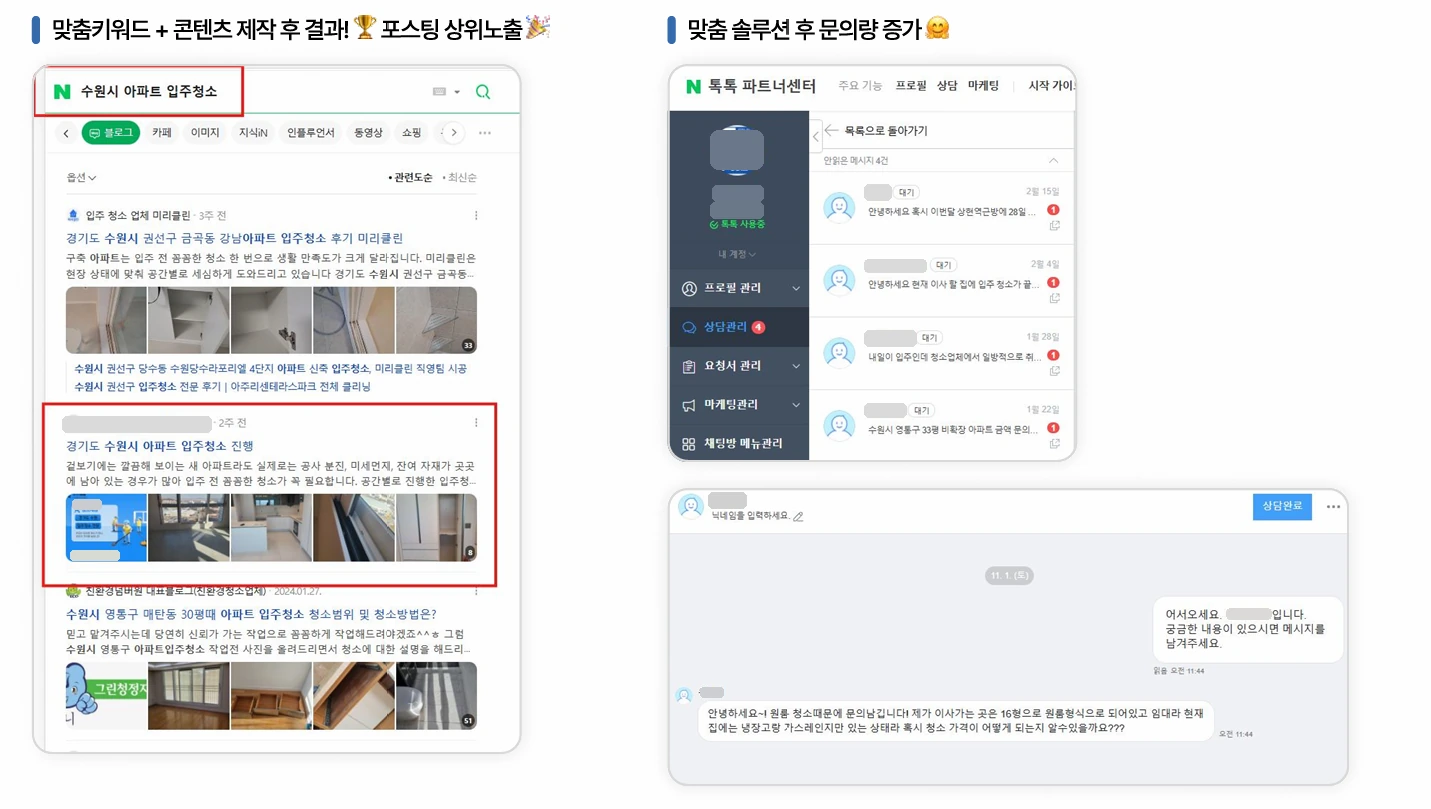 맞춤키워드 + 콘텐츠 제작 후 결과!🏆 포스팅 상위노출🎉
N 수원시 아파트 입주청소
블로그 카페 이미지 지식iN 인플루언서 동영상 쇼핑
옵션
• 관련도순 • 최신순
입주 청소 업체 미리클린 · 3주 전
경기도 수원시 권선구 금곡동 강남아파트 입주청소 후기 미리클린
구축 아파트는 입주 전 꼼꼼한 청소 한 번으로 생활 만족도가 크게 달라집니다. 미리클린은
현장 상태에 맞춰 공간별로 세심하게 도와드리고 있습니다 경기도 수원시 권선구 금곡동...
33
수원시 권선구 당수동 수원당수라포리엘 4단지 아파트 신축 입주청소, 미리클린 직영팀 시공
수원시 권선구 입주청소 전문 후기 | 아주리센테라스파크 전체 클리닝
· 2주 전
경기도 수원시 아파트 입주청소 진행
겉보기에는 깔끔해 보이는 새 아파트라도 실제로는 공사 분진, 미세먼지, 잔여 자재가 곳곳
에 남아 있는 경우가 많아 입주 전 꼼꼼한 청소가 꼭 필요합니다. 공간별로 진행한 입주청...
8
친환경넘버원 대표블로그(친환경청소업체) · 2024.01.27.
수원시 영통구 매탄동 30평때 아파트 입주청소 청소범위 및 청소방법은?
믿고 맡겨주시는데 당연히 신뢰가 가는 작업으로 꼼꼼하게 작업해드려야겠죠^^ㅎ 그럼
수원시 영통구 아파트입주청소 작업전 사진을 올려드리면서 청소에 대한 설명을 해드리...
그린청정지
니
51
맞춤 솔루션 후 문의량 증가🤗
N 톡톡 파트너센터
주요 기능 프로필 상담 마케팅 시작 가이
톡톡 사용중
내 계정
프로필 관리
상담관리 4
요청서 관리
마케팅관리
채팅방 메뉴관리
목록으로 돌아가기
안읽은 메시지 4건
대기 2월 15일
안녕하세요 혹시 이번달 상현역근방에 28일 ... 1
대기 2월 4일
안녕하세요 현재 이사 할 집에 입주 청소가 끝... 1
대기 1월 28일
내일이 입주인데 청소업체에서 일방적으로 취... 1
대기 1월 22일
수원시 영통구 33평 비확장 아파트 금액 문의... 1
닉네임을 입력하세요.
상담완료
11. 1. (토)
어서오세요. 입니다.
궁금한 내용이 있으시면 메시지를
남겨주세요.
읽음 오전 11:44
안녕하세요~! 원룸 청소때문에 문의남깁니다! 제가 이사가는 곳은 16형으로 원룸형식으로 되어있고 임대라 현재
집에는 냉장고랑 가스레인지만 있는 상태라 혹시 청소 가격이 어떻게 되는지 알수있을까요???
오전 11:44